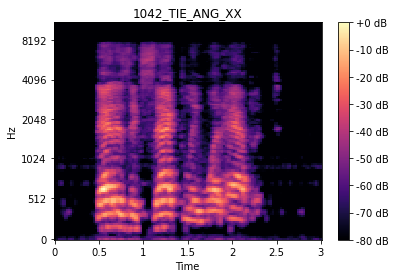 1042_TIE_ANG_XX
8192
4096
2048
1024
512
0
Hz
0
0.5
1
1.5
2
2.5
3
Time
+0 dB
-10 dB
-20 dB
-30 dB
-40 dB
-50 dB
-60 dB
-70 dB
-80 dB